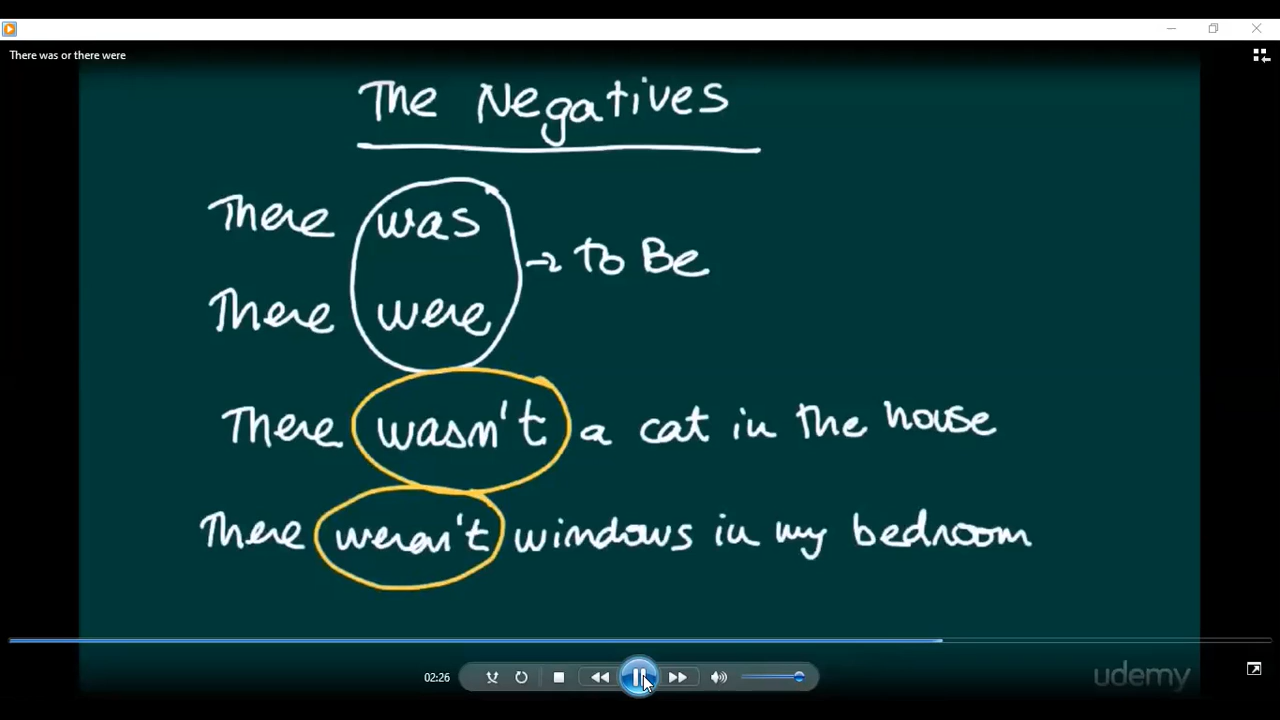 There was or there were
The Negatives
There was
→ to Be
There were
There wasn't a cat in the house
There weren't windows in my bedroom
02:26
udemy